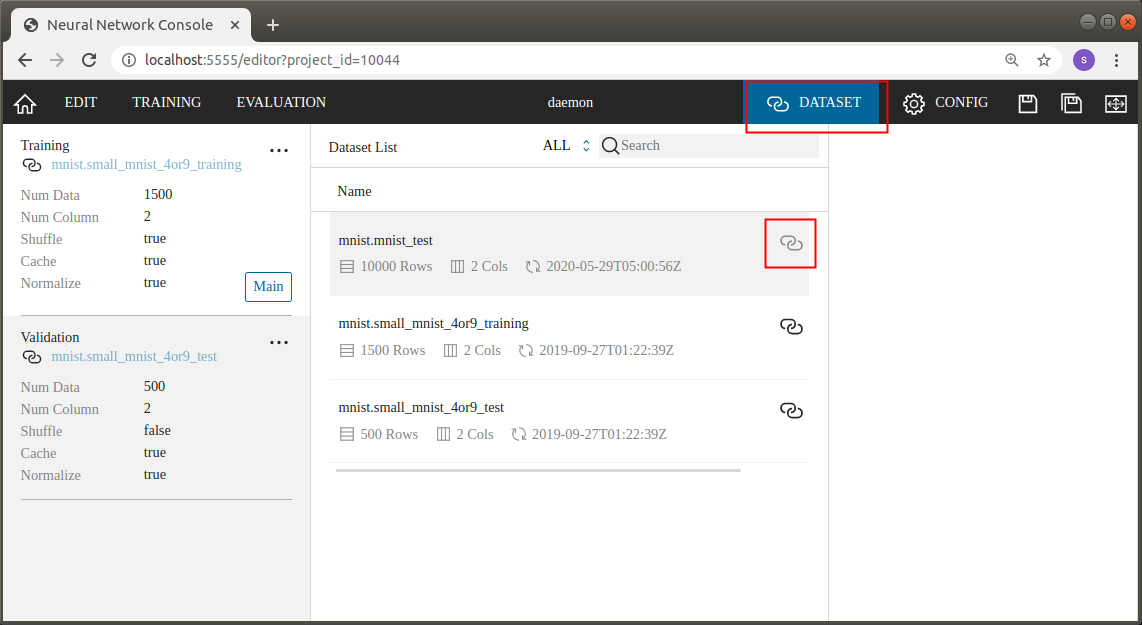 Neural Network Console
localhost:5555/editor?project_id=10044
S
EDIT TRAINING EVALUATION daemon DATASET CONFIG
Training
mnist.small_mnist_4or9_training
Num Data 1500
Num Column 2
Shuffle true
Cache true
Normalize true
Main
Validation
mnist.small_mnist_4or9_test
Num Data 500
Num Column 2
Shuffle false
Cache true
Normalize true
Dataset List ALL Search
Name
mnist.mnist_test
10000 Rows 2 Cols 2020-05-29T05:00:56Z
mnist.small_mnist_4or9_training
1500 Rows 2 Cols 2019-09-27T01:22:39Z
mnist.small_mnist_4or9_test
500 Rows 2 Cols 2019-09-27T01:22:39Z